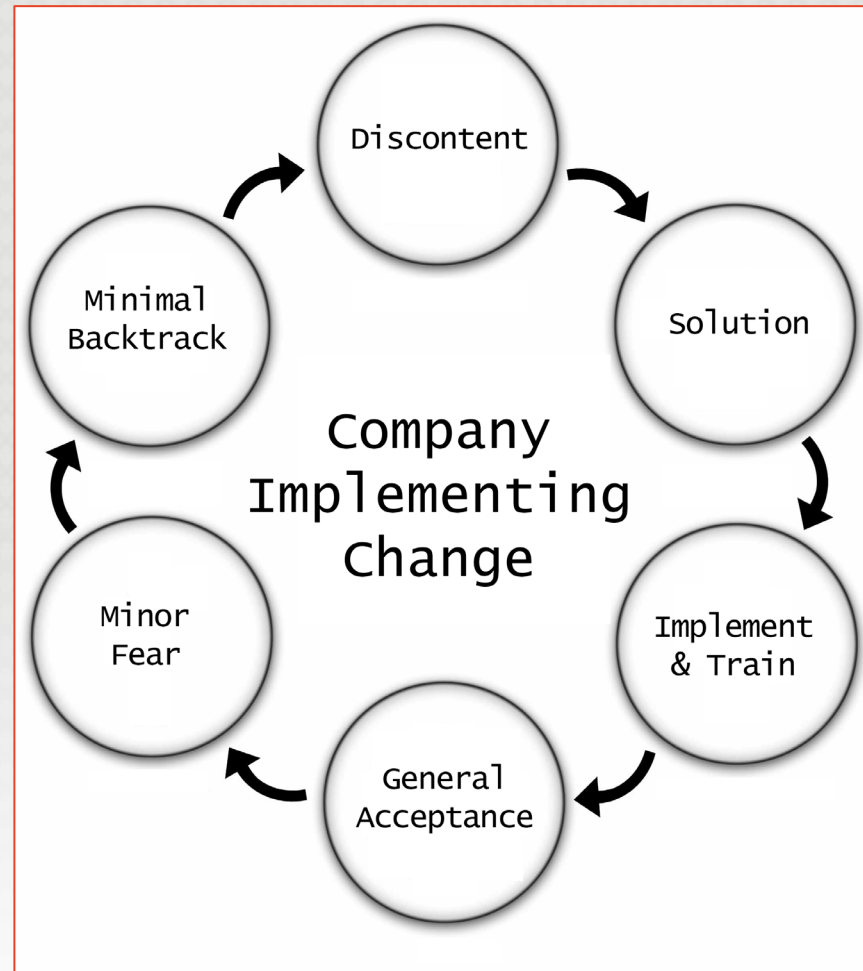 Discontent
Solution
Implement
& Train
General
Acceptance
Minor
Fear
Minimal
Backtrack
Company
Implementing
Change